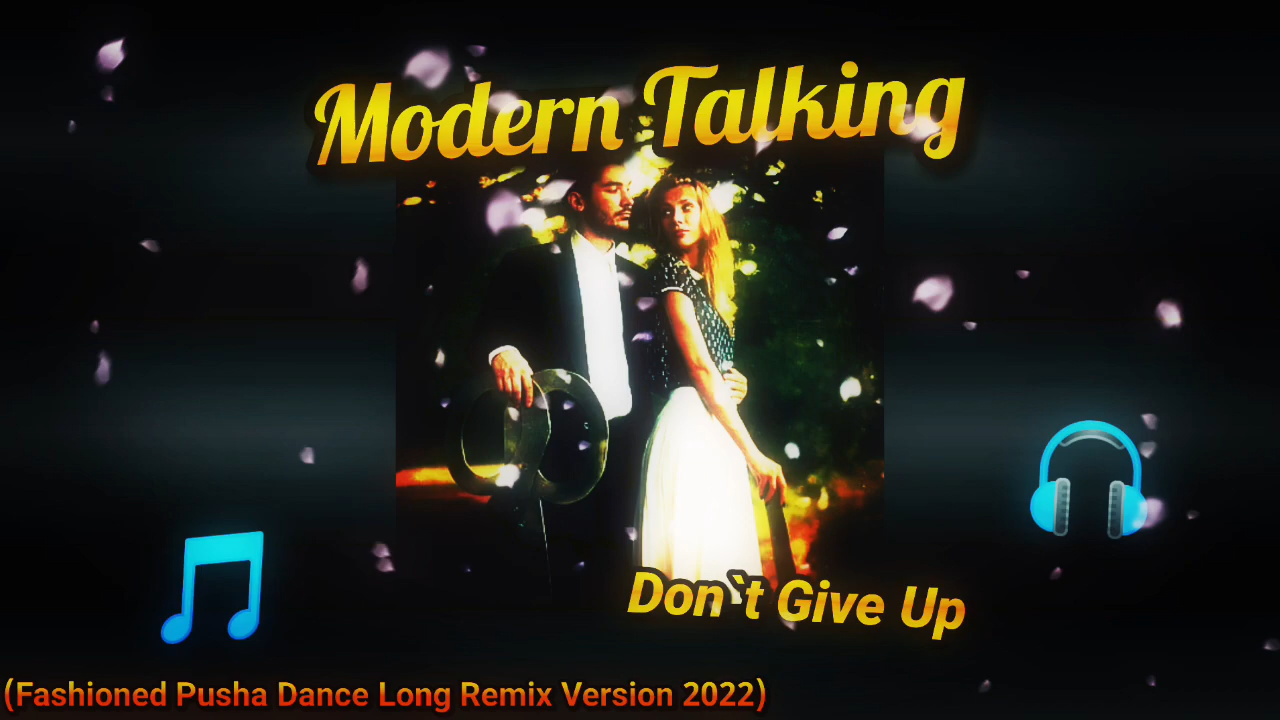 Modern Talking
Don`t Give Up
(Fashioned Pusha Dance Long Remix Version 2022)